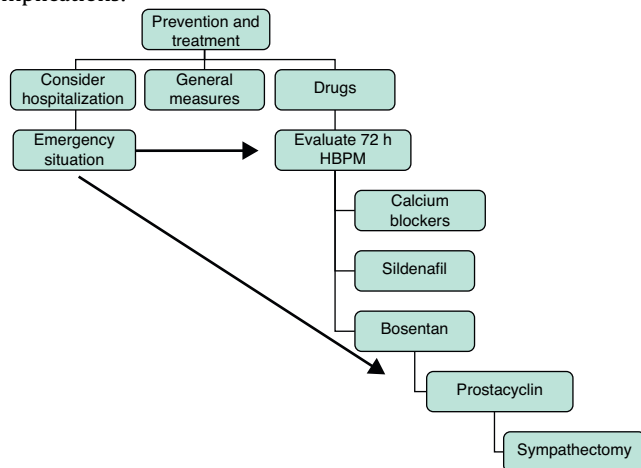 Prevention and
treatment
Consider
hospitalization
General
measures
Drugs
Emergency
situation
Evaluate 72 h
HBPM
Calcium
blockers
Sildenafil
Bosentan
Prostacyclin
Sympathectomy